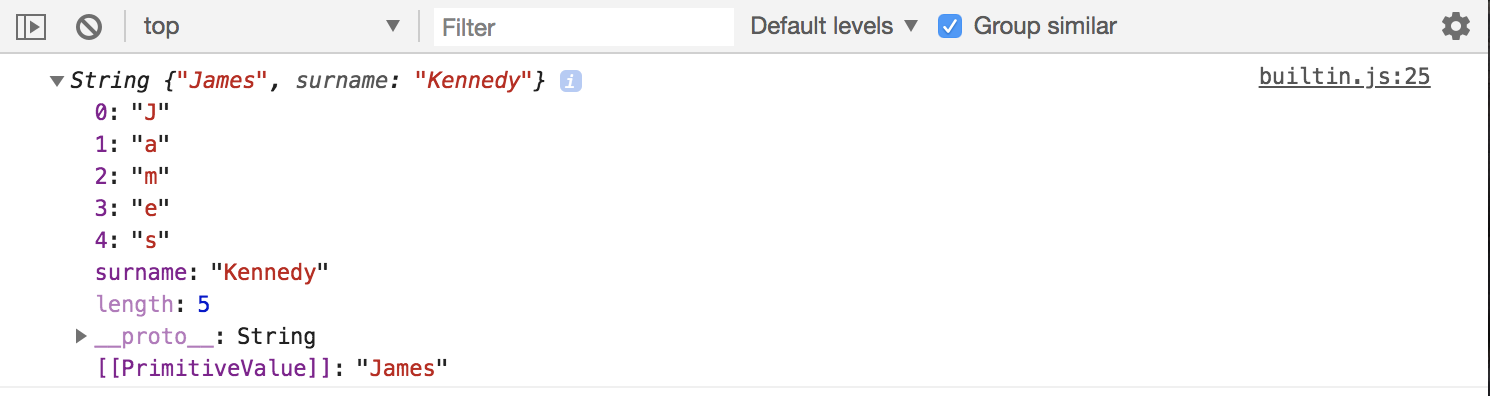 top Filter Default levels Group similar
String {"James", surname: "Kennedy"} i builtin.js:25
0: "J"
1: "a"
2: "m"
3: "e"
4: "s"
surname: "Kennedy"
length: 5
__proto__: String
[[PrimitiveValue]]: "James"